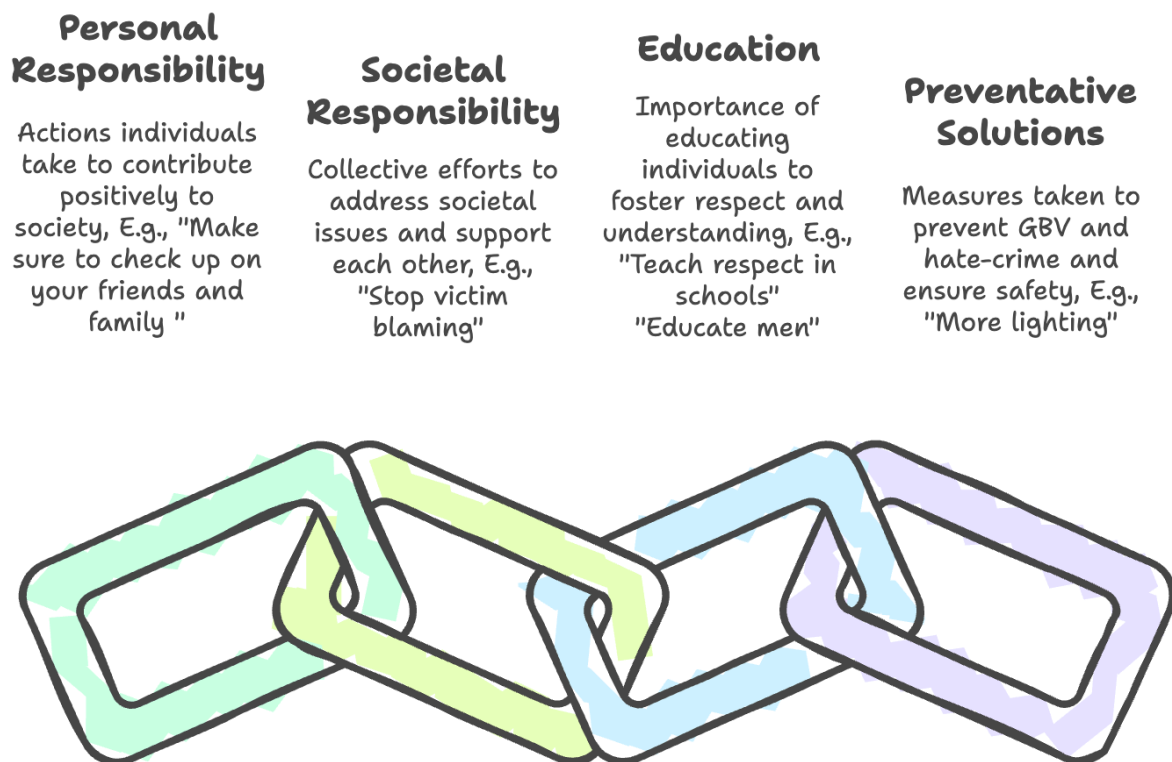 Personal
Responsibility
Actions individuals
take to contribute
positively to
society, E.g., "Make
sure to check up on
your friends and
family "
Societal
Responsibility
Collective efforts to
address societal
issues and support
each other, E.g.,
"Stop victim
blaming"
Education
Importance of
educating
individuals to
foster respect and
understanding, E.g.,
"Teach respect in
schools"
"Educate men"
Preventative
Solutions
Measures taken to
prevent GBV and
hate-crime and
ensure safety, E.g.,
"More lighting"